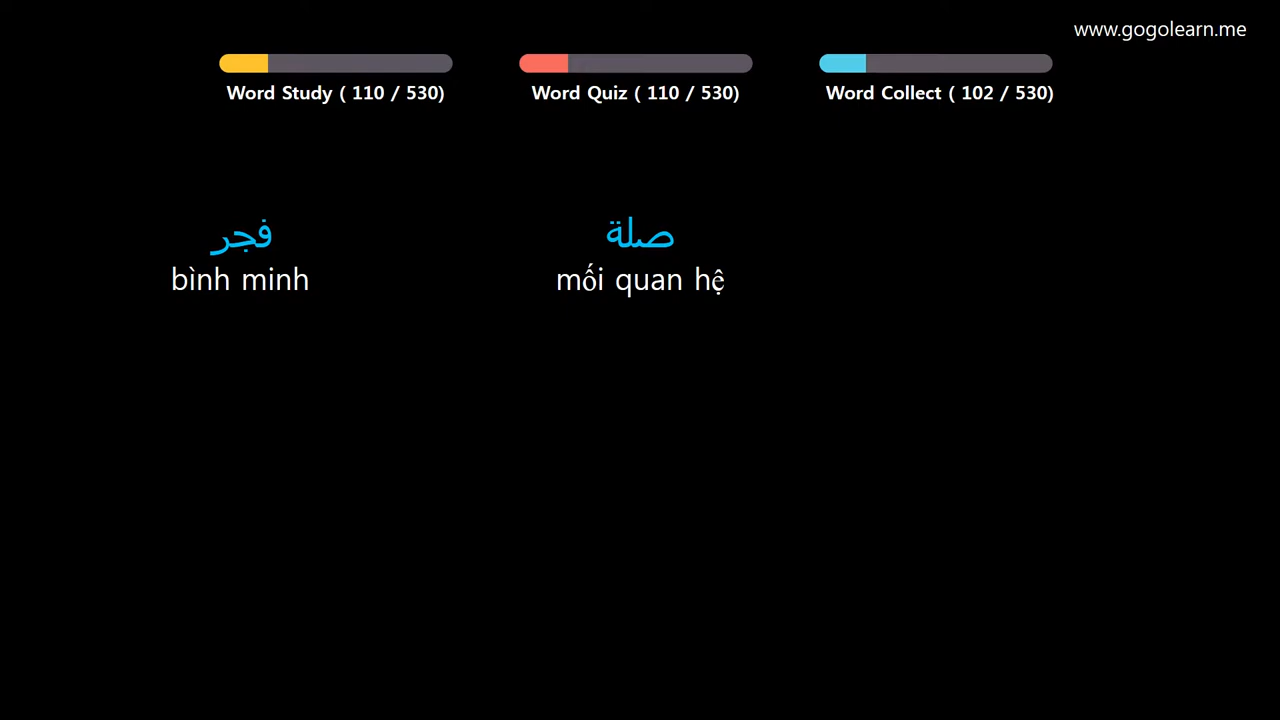 www.gogolearn.me
Word Study ( 110 / 530)
Word Quiz ( 110 / 530)
Word Collect ( 102 / 530)
فجر
bình minh
صلة
mối quan hệ